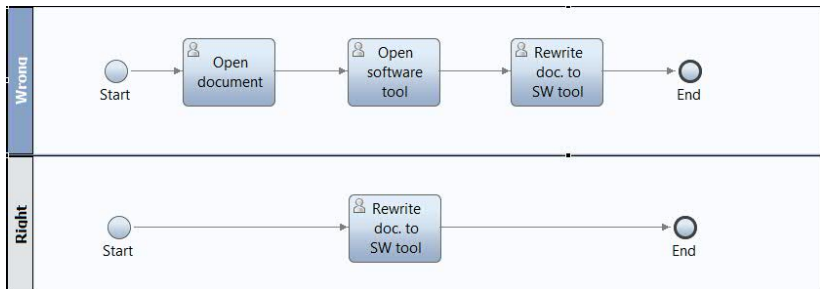 Wrong
Start
Open
document
Open
software
tool
Rewrite
doc. to
SW tool
End
Right
Start
Rewrite
doc. to
SW tool
End